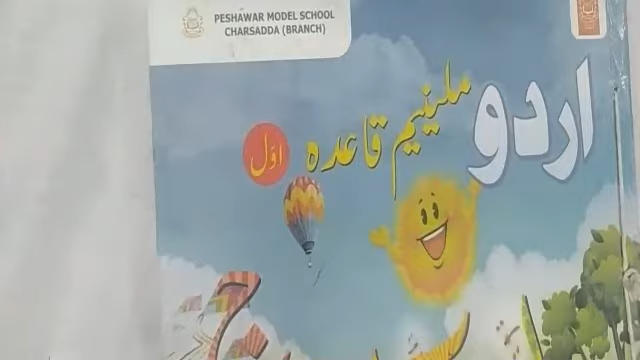 PESHAWAR MODEL SCHOOL
CHARSADDA (BRANCH)
اردو
ملینیم قاعدہ
اوّل